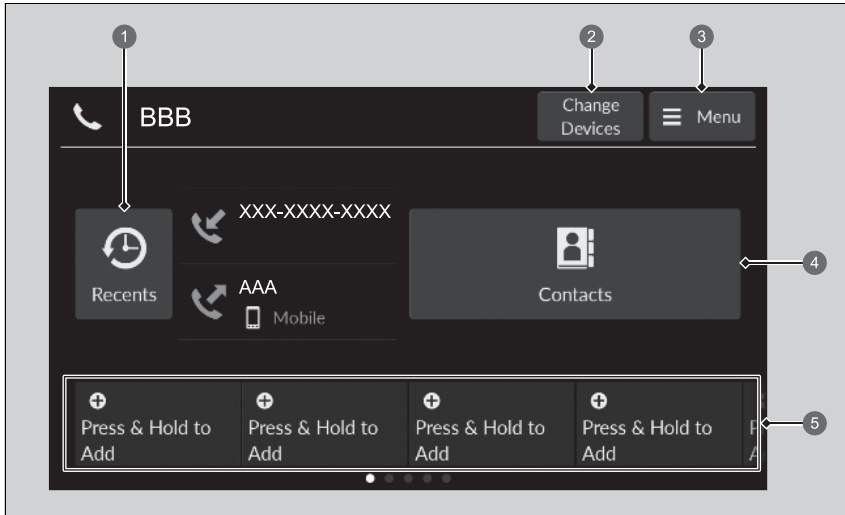 1
2
3
BBB
Change
Devices
Menu
Recents
XXX-XXXX-XXXX
AAA
Mobile
Contacts
4
Press & Hold to
Add
Press & Hold to
Add
Press & Hold to
Add
Press & Hold to
Add
5